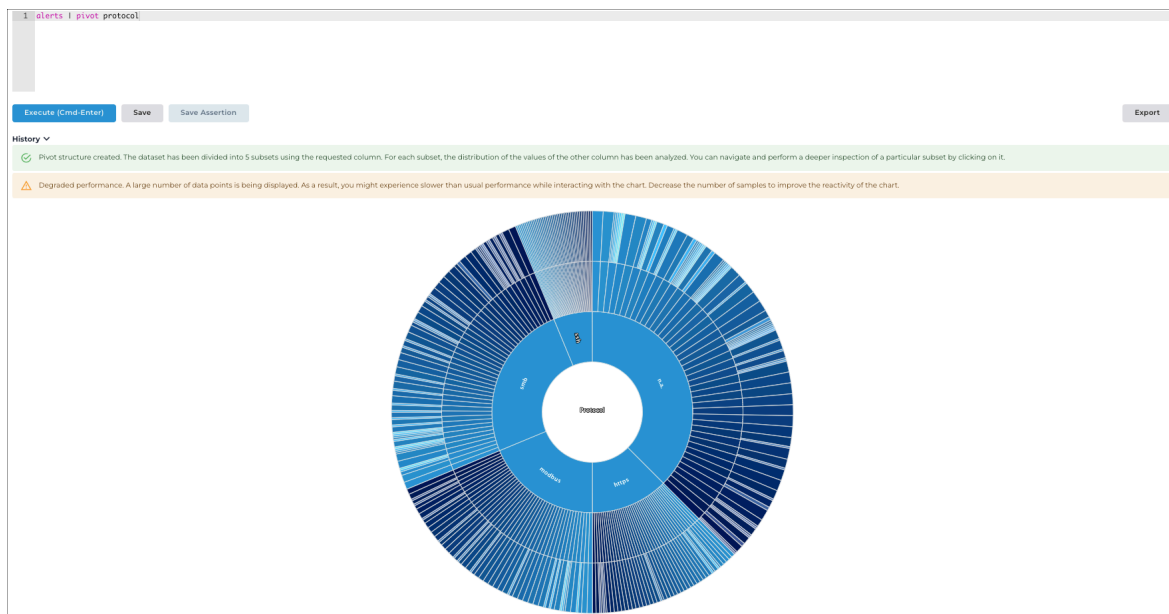 1 alerts | pivot protocol
Execute (Cmd-Enter) Save Save Assertion Export
History
Pivot structure created. The dataset has been divided into 5 subsets using the requested column. For each subset, the distribution of the values of the other column has been analyzed. You can navigate and perform a deeper inspection of a particular subset by clicking on it.
Degraded performance. A large number of data points is being displayed. As a result, you might experience slower than usual performance while interacting with the chart. Decrease the number of samples to improve the reactivity of the chart.
smb
n.a.
Protocol
modbus
https